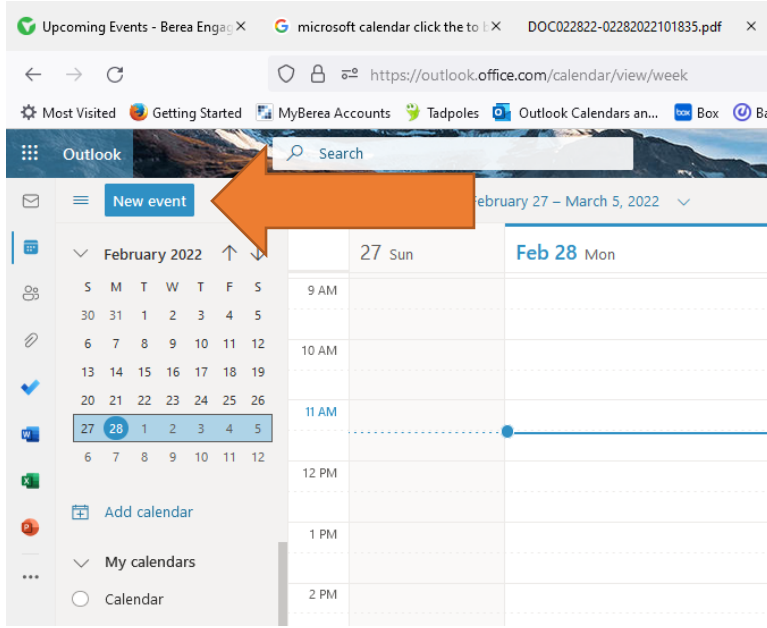 Upcoming Events - Berea Engag
microsoft calendar click the to b
DOC022822-02282022101835.pdf
https://outlook.office.com/calendar/view/week
Most Visited Getting Started MyBerea Accounts Tadpoles Outlook Calendars an... Box Ba
Outlook Search
New event
ebruary 27 – March 5, 2022
February 2022
27 Sun
Feb 28 Mon
S M T W T F S
30 31 1 2 3 4 5
6 7 8 9 10 11 12
13 14 15 16 17 18 19
20 21 22 23 24 25 26
27 28 1 2 3 4 5
6 7 8 9 10 11 12
9 AM
10 AM
11 AM
12 PM
1 PM
2 PM
Add calendar
My calendars
Calendar